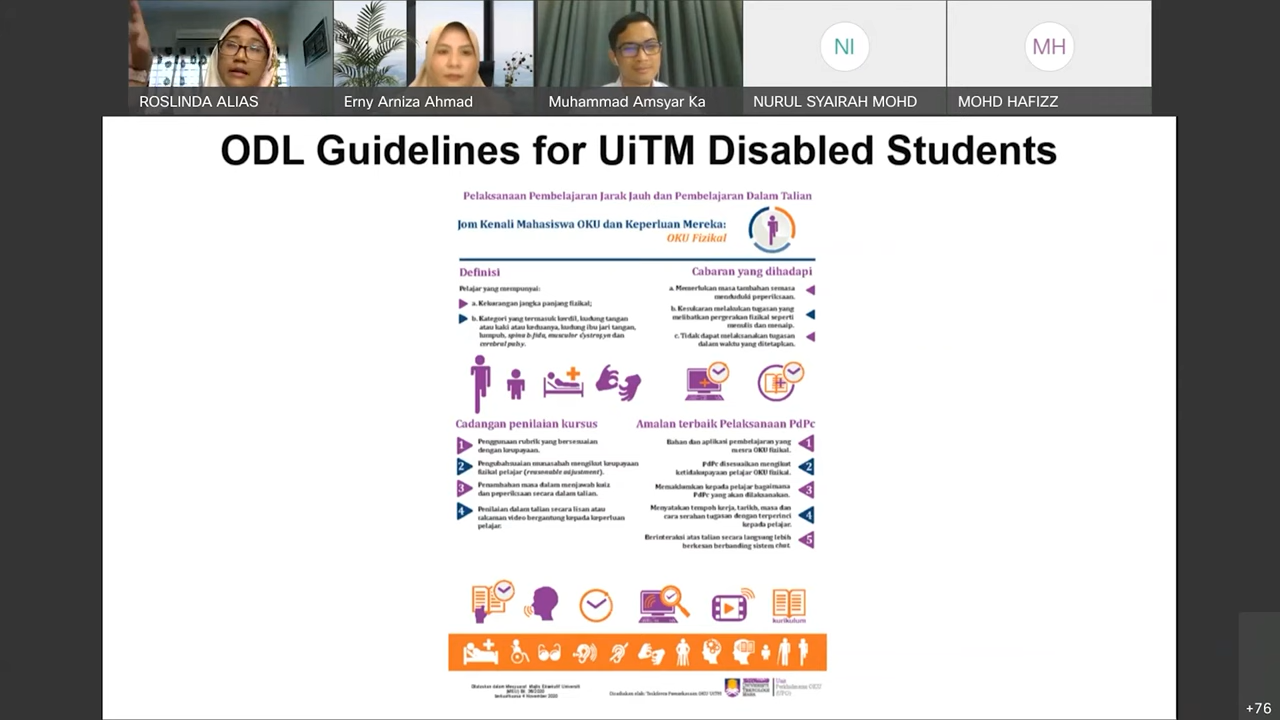 NI
MH
ROSLINDA ALIAS
Erny Arniza Ahmad
Muhammad Amsyar Ka
NURUL SYAIRAH MOHD
MOHD HAFIZZ
ODL Guidelines for UiTM Disabled Students
Pelaksanaan Pembelajaran Jarak Jauh dan Pembelajaran Dalam Talian
Jom Kenali Mahasiswa OKU dan Keperluan Mereka:
OKU Fizikal
Definisi
Pelajar yang mempunyai:
a. Kekurangan jangka panjang fizikal;
b. Kategori yang termasuk kerdil, kudung tangan
atau kaki atau keduanya, kudung ibu jari tangan,
lumpuh, spina bifida, muscular dystrophy dan
cerebral palsy.
Cabaran yang dihadapi
a. Memerlukan masa tambahan semasa
menduduki peperiksaan.
b. Kesukaran melakukan tugasan yang
melibatkan pergerakan fizikal seperti
menulis dan menaip.
c. Tidak dapat melaksanakan tugasan
dalam waktu yang ditetapkan.
Cadangan penilaian kursus
1 Penggunaan rubrik yang bersesuaian
dengan keupayaan.
2 Pengubahsuaian mengikut keupayaan
fizikal pelajar (reasonable adjustment).
3 Penambahan masa dalam menjawab kuiz
dan peperiksaan secara dalam talian.
4 Penilaian dalam talian secara lisan atau
rakaman video bergantung kepada keperluan
pelajar.
Amalan terbaik Pelaksanaan PdPc
Bahan dan aplikasi pembelajaran yang 1
mesra OKU fizikal.
PdPc disesuaikan mengikut 2
ketidakupayaan pelajar OKU fizikal.
Memaklumkan kepada pelajar bagaimana 3
PdPc yang akan dilaksanakan.
Menyatakan tempoh kerja, tarikh, masa dan 4
cara serahan tugasan dengan terperinci
kepada pelajar.
Berinteraksi atas talian secara langsung lebih 5
berkesan berbanding sistem chat.
kurikulum
UNIVERSITI
TEKNOLOGI
MARA
Unit
+76